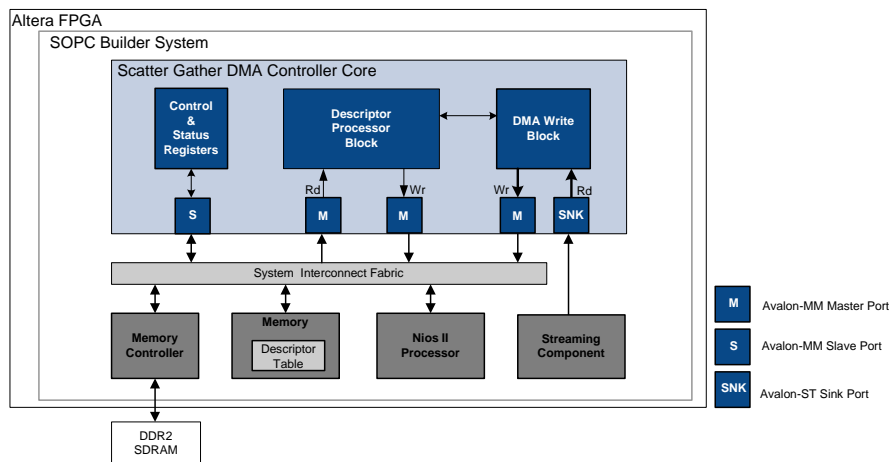 Altera FPGA
SOPC Builder System
Scatter Gather DMA Controller Core
Control
&
Status
Registers
Descriptor
Processor
Block
DMA Write
Block
Rd
Wr
Wr
Rd
S
M
M
M
SNK
System Interconnect Fabric
Memory
Controller
Memory
Descriptor
Table
Nios II
Processor
Streaming
Component
DDR2
SDRAM
M
Avalon-MM Master Port
S
Avalon-MM Slave Port
SNK
Avalon-ST Sink Port